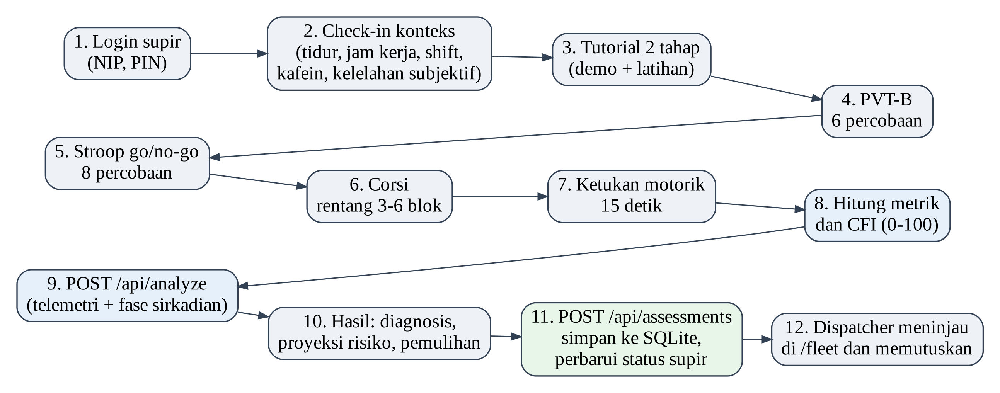 1. Login supir
(NIP, PIN)
2. Check-in konteks
(tidur, jam kerja, shift,
kafein, kelelahan subjektif)
3. Tutorial 2 tahap
(demo + latihan)
4. PVT-B
6 percobaan
5. Stroop go/no-go
8 percobaan
6. Corsi
rentang 3-6 blok
7. Ketukan motorik
15 detik
8. Hitung metrik
dan CFI (0-100)
9. POST /api/analyze
(telemetri + fase sirkadian)
10. Hasil: diagnosis,
proyeksi risiko, pemulihan
11. POST /api/assessments
simpan ke SQLite,
perbarui status supir
12. Dispatcher meninjau
di /fleet dan memutuskan